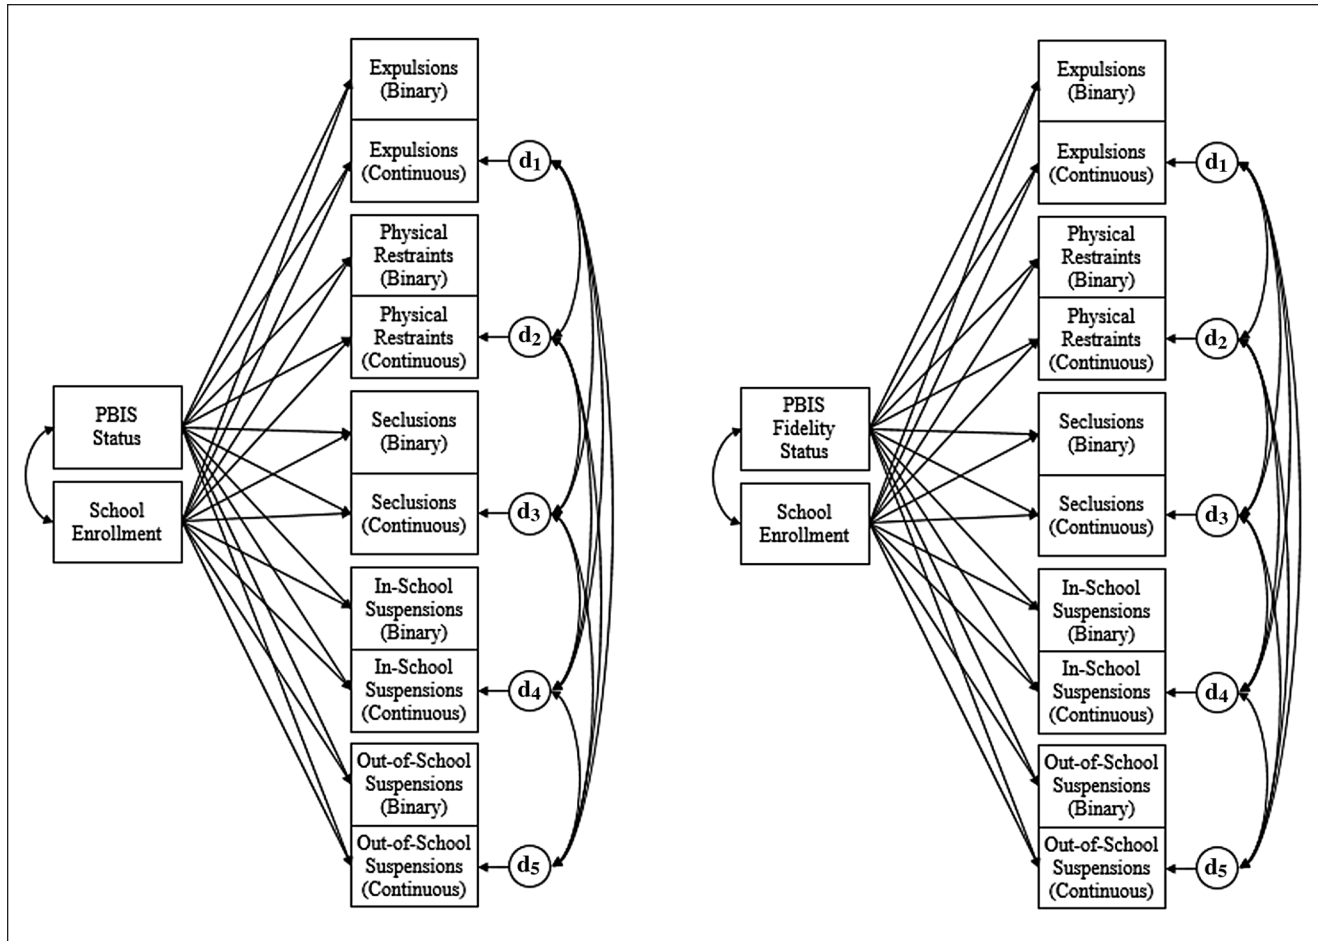 Expulsions
(Binary)
Expulsions
(Continuous)
d1
Physical
Restraints
(Binary)
Physical
Restraints
(Continuous)
d2
PBIS
Status
School
Enrollment
Seclusions
(Binary)
Seclusions
(Continuous)
d3
In-School
Suspensions
(Binary)
In-School
Suspensions
(Continuous)
d4
Out-of-School
Suspensions
(Binary)
Out-of-School
Suspensions
(Continuous)
d5
Expulsions
(Binary)
Expulsions
(Continuous)
d1
Physical
Restraints
(Binary)
Physical
Restraints
(Continuous)
d2
PBIS
Fidelity
Status
School
Enrollment
Seclusions
(Binary)
Seclusions
(Continuous)
d3
In-School
Suspensions
(Binary)
In-School
Suspensions
(Continuous)
d4
Out-of-School
Suspensions
(Binary)
Out-of-School
Suspensions
(Continuous)
d5